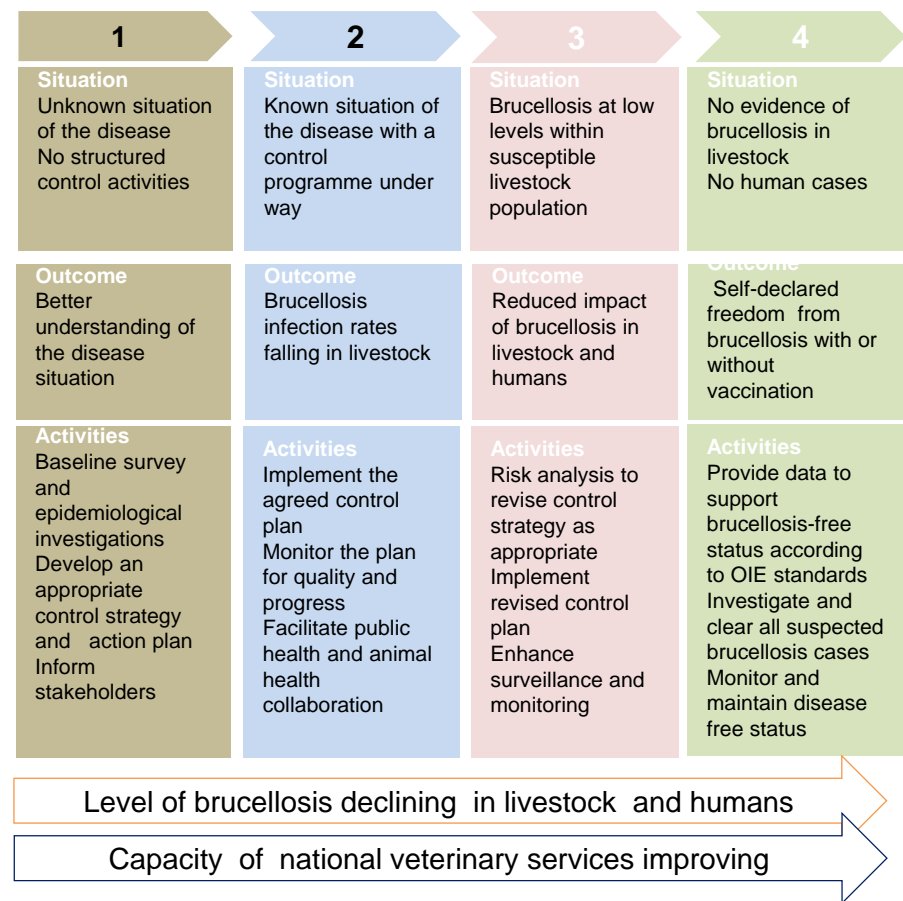 1
2
3
4
Situation
Unknown situation
of the disease
No structured
control activities
Situation
Known situation of
the disease with a
control
programme under
way
Situation
Brucellosis at low
levels within
susceptible
livestock
population
Situation
No evidence of
brucellosis in
livestock
No human cases
Outcome
Better
understanding of
the disease
situation
Outcome
Brucellosis
infection rates
falling in livestock
Outcome
Reduced impact
of brucellosis in
livestock and
humans
Outcome
Self-declared
freedom from
brucellosis with or
without
vaccination
Activities
Baseline survey
and
epidemiological
investigations
Develop an
appropriate
control strategy
and action plan
Inform
stakeholders
Activities
Implement the
agreed control
plan
Monitor the plan
for quality and
progress
Facilitate public
health and animal
health
collaboration
Activities
Risk analysis to
revise control
strategy as
appropriate
Implement
revised control
plan
Enhance
surveillance and
monitoring
Activities
Provide data to
support
brucellosis-free
status according
to OIE standards
Investigate and
clear all suspected
brucellosis cases
Monitor and
maintain disease
free status
Level of brucellosis declining in livestock and humans
Capacity of national veterinary services improving